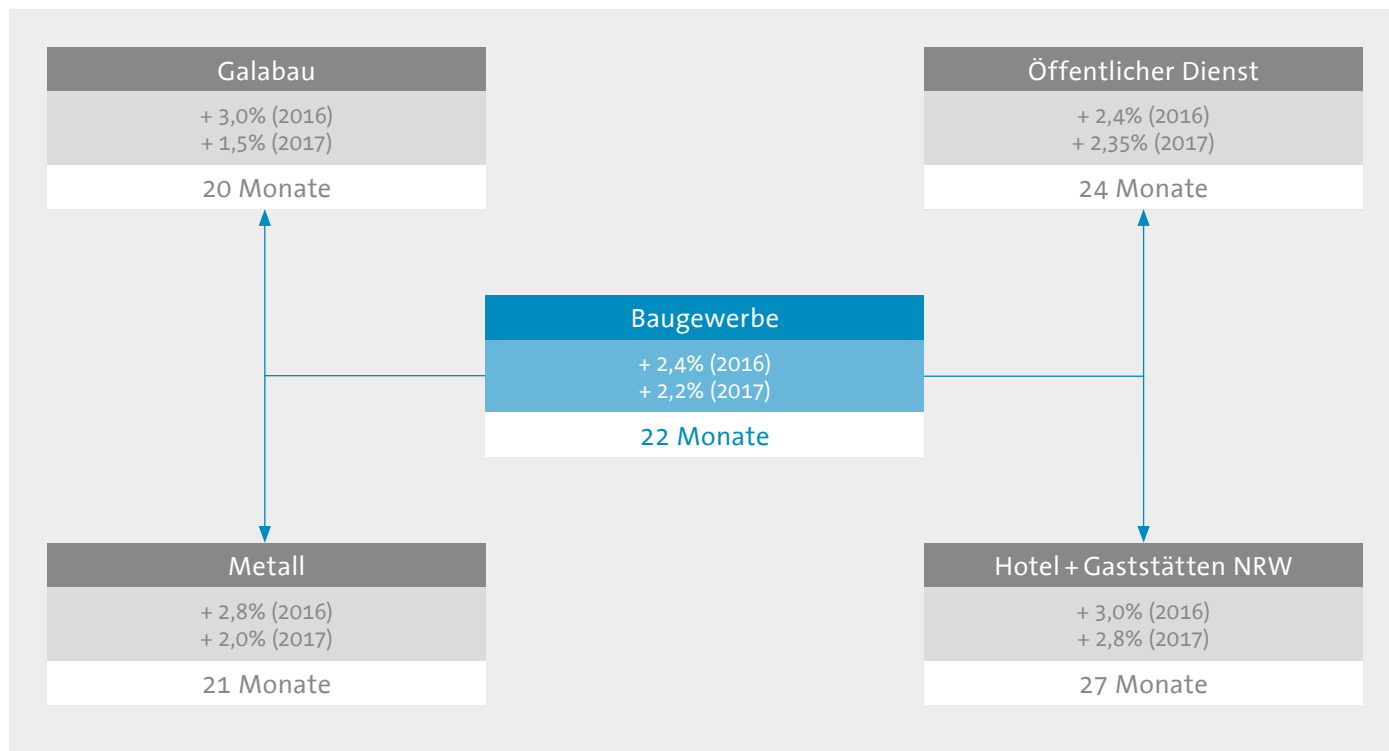 Galabau
+ 3,0% (2016)
+ 1,5% (2017)
20 Monate
Öffentlicher Dienst
+ 2,4% (2016)
+ 2,35% (2017)
24 Monate
Baugewerbe
+ 2,4% (2016)
+ 2,2% (2017)
22 Monate
Metall
+ 2,8% (2016)
+ 2,0% (2017)
21 Monate
Hotel + Gaststätten NRW
+ 3,0% (2016)
+ 2,8% (2017)
27 Monate